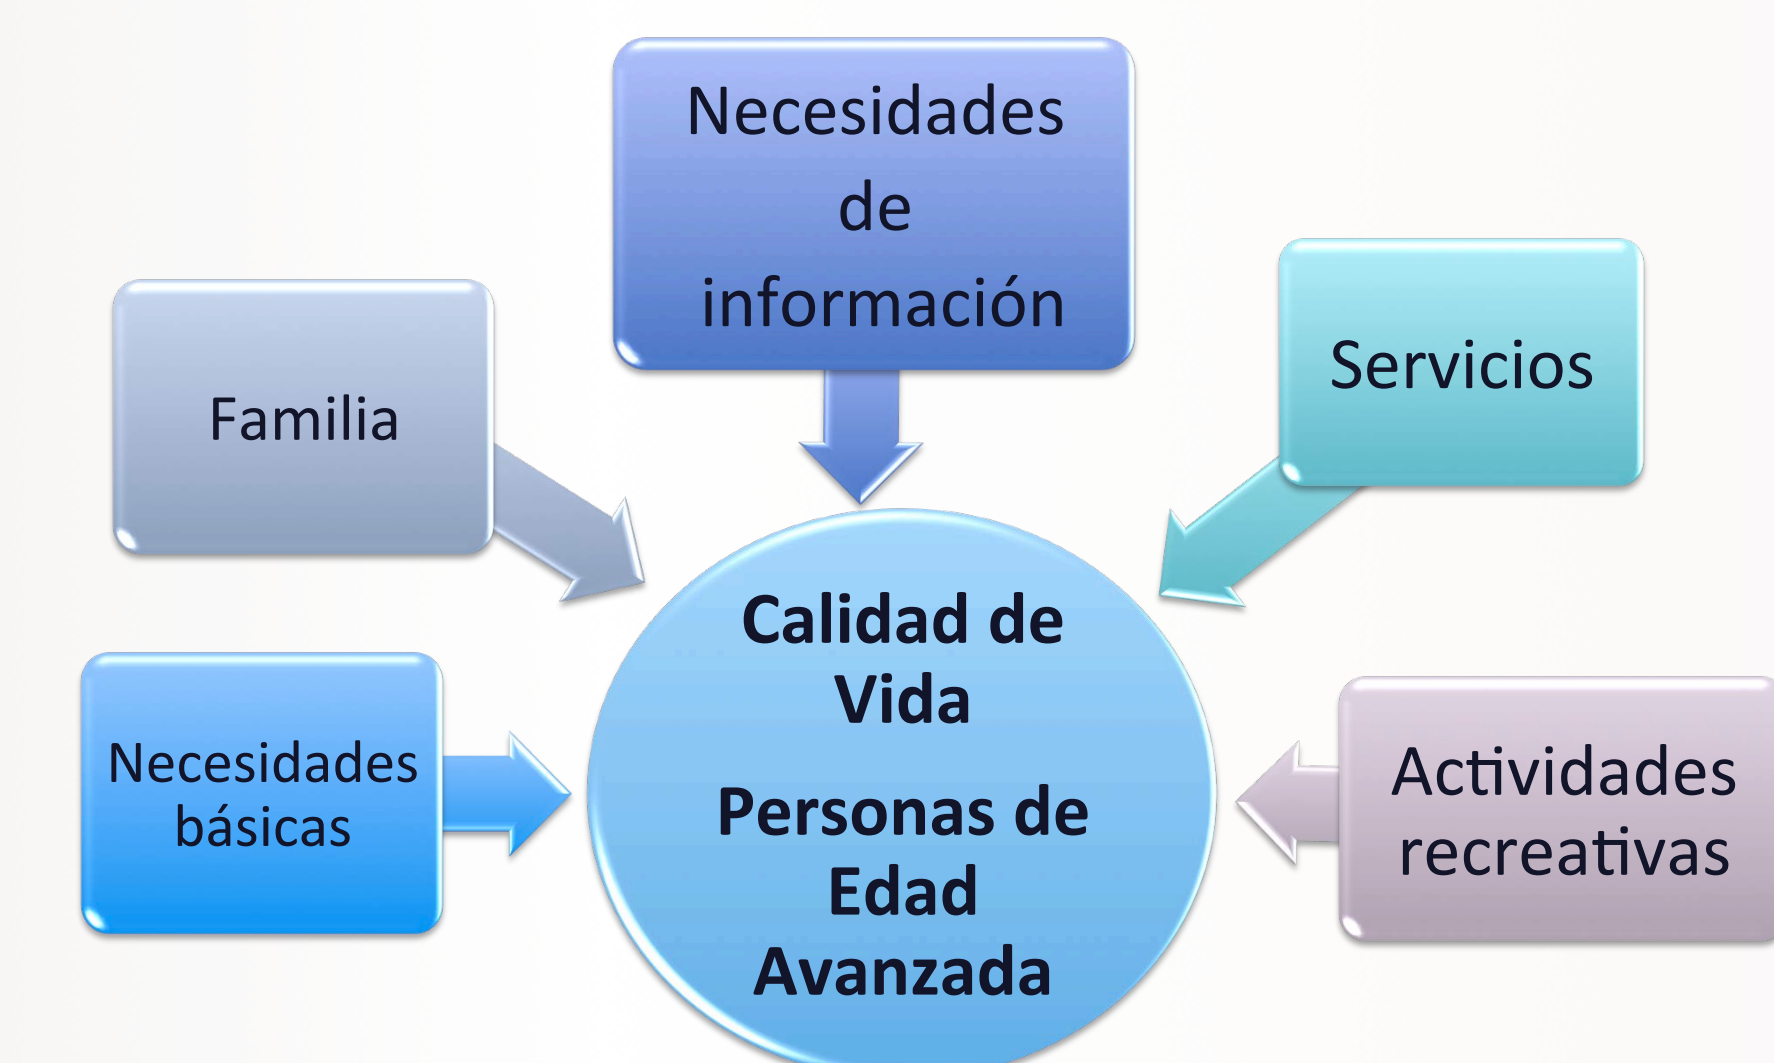 Necesidades
de
información
Servicios
Familia
Calidad de
Vida
Personas de
Edad
Avanzada
Necesidades
básicas
Actividades
recreativas